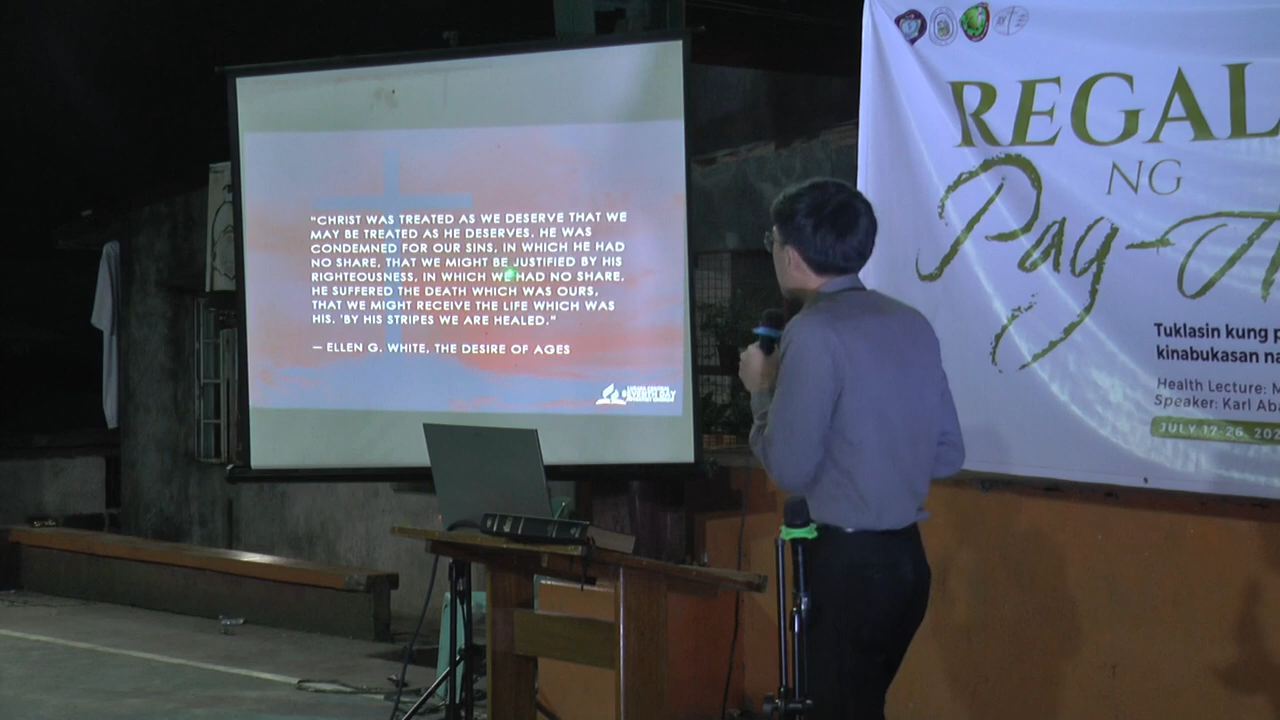 "CHRIST WAS TREATED AS WE DESERVE THAT WE
MAY BE TREATED AS HE DESERVES. HE WAS
CONDEMNED FOR OUR SINS, IN WHICH HE HAD
NO SHARE, THAT WE MIGHT BE JUSTIFIED BY HIS
RIGHTEOUSNESS, IN WHICH WE HAD NO SHARE.
HE SUFFERED THE DEATH WHICH WAS OURS,
THAT WE MIGHT RECEIVE THE LIFE WHICH WAS
HIS. 'BY HIS STRIPES WE ARE HEALED."
— ELLEN G. WHITE, THE DESIRE OF AGES
REGAL
NG
Pag-
Tuklasin kung p
kinabukasan na
Health Lecture: M
Speaker: Karl Aba
JULY 17-26, 202